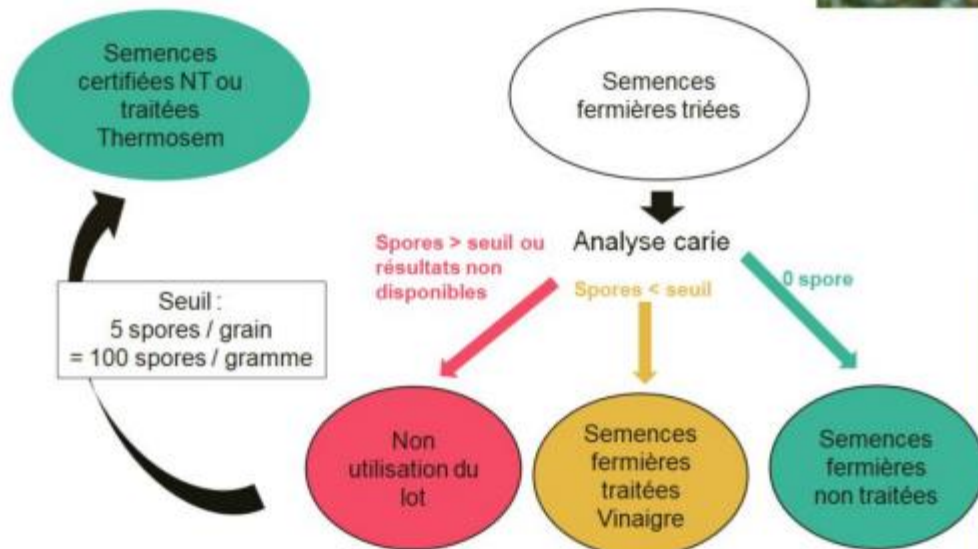 Semences
certifiées NT ou
traitées
Thermosem
Semences
fermières triées
Analyse carie
Spores > seuil ou
résultats non
disponibles
Spores < seuil
0 spore
Seuil :
5 spores / grain
= 100 spores / gramme
Non
utilisation du
lot
Semences
fermières
traitées
Vinaigre
Semences
fermières
non traitées